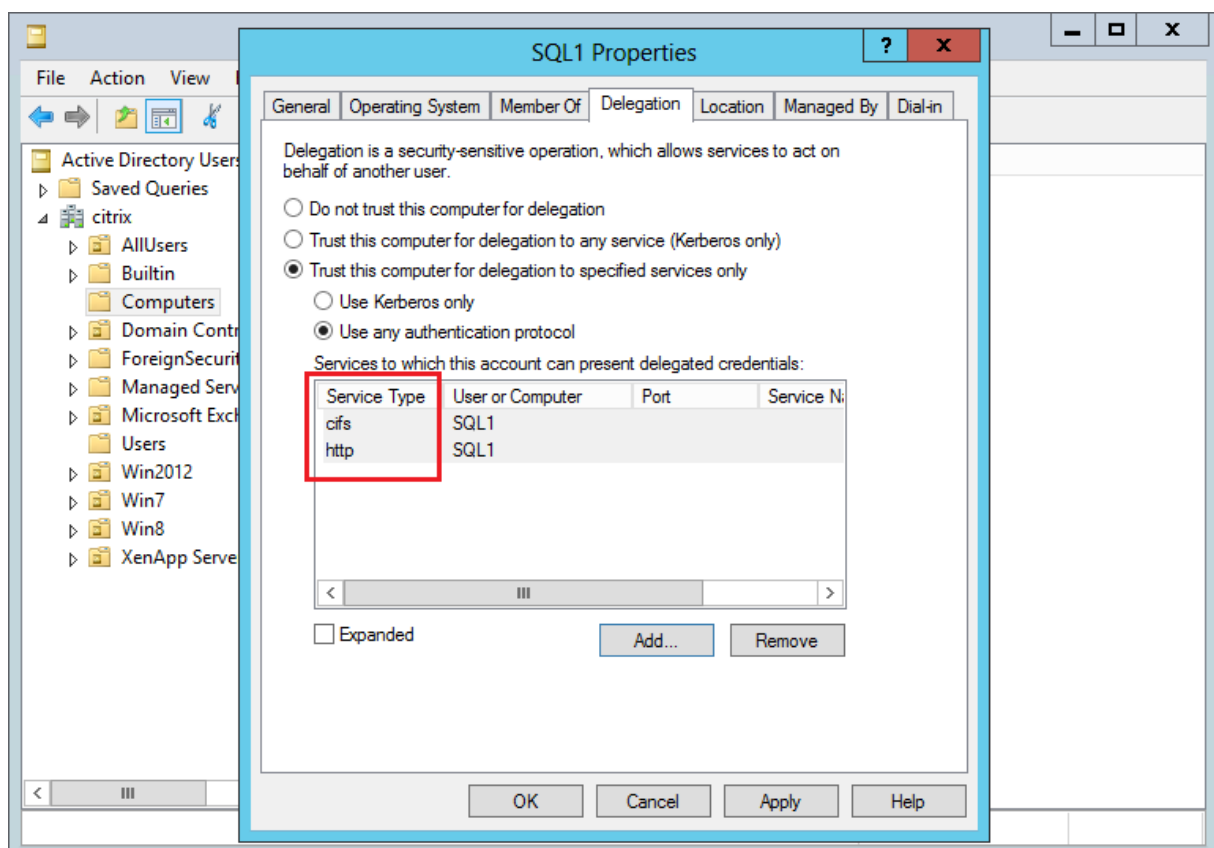 SQL1 Properties
? x
x
File Action View
General Operating System Member Of Delegation Location Managed By Dial-in
Active Directory Users
Saved Queries
citrix
AllUsers
Builtin
Computers
Domain Contr
ForeignSecurit
Managed Serv
Microsoft Exch
Users
Win2012
Win7
Win8
XenApp Serve
Delegation is a security-sensitive operation, which allows services to act on
behalf of another user.
Do not trust this computer for delegation
Trust this computer for delegation to any service (Kerberos only)
Trust this computer for delegation to specified services only
Use Kerberos only
Use any authentication protocol
Services to which this account can present delegated credentials:
Service Type User or Computer Port Service Na
cifs SQL1
http SQL1
Expanded Add... Remove
OK Cancel Apply Help